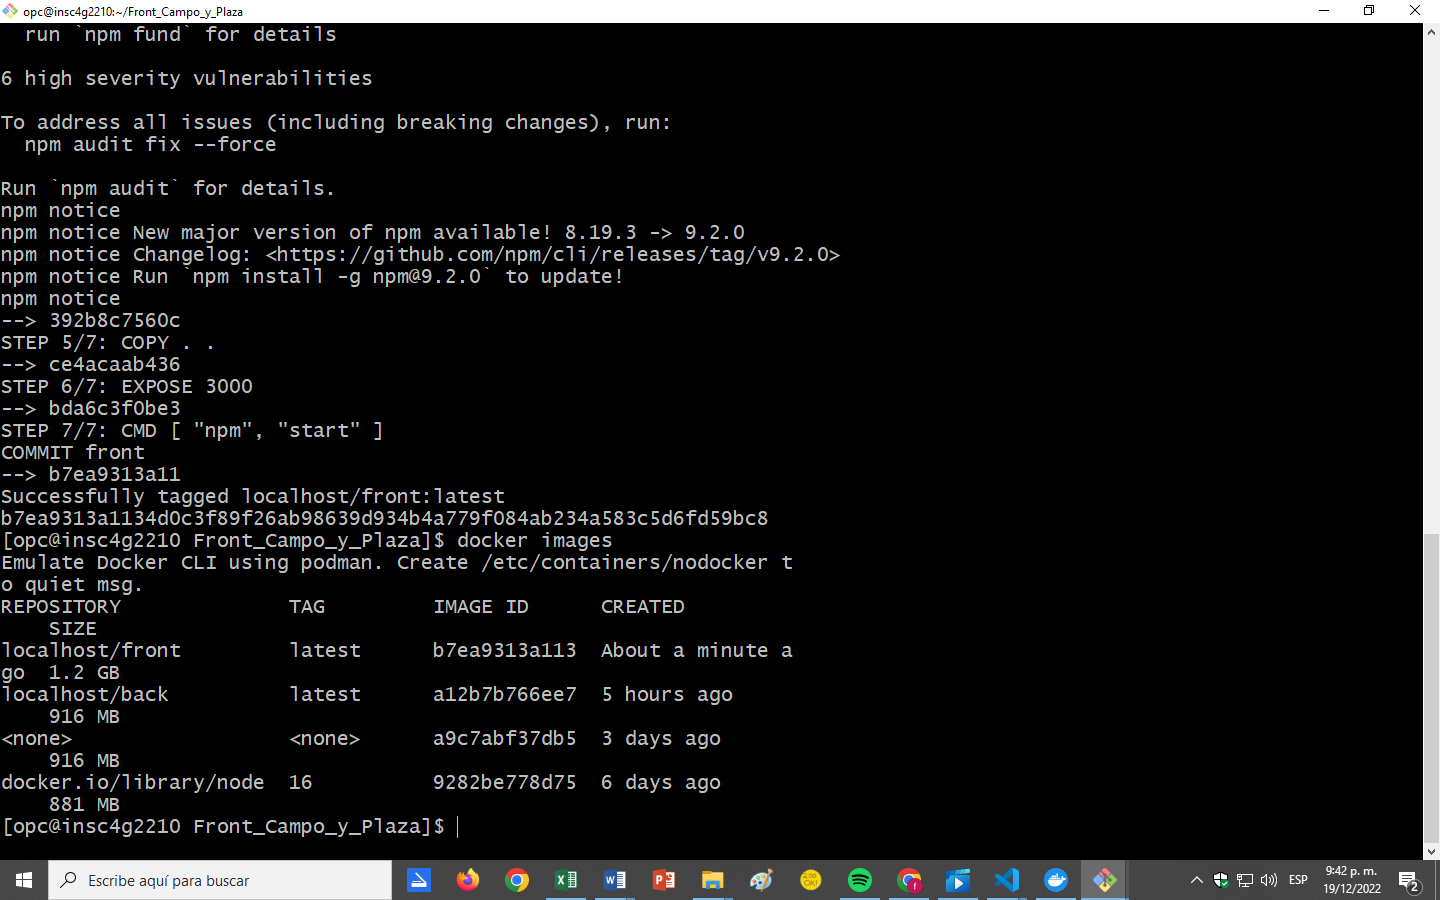 opc@insc4g2210:~/Front_Campo_y_Plaza
run `npm fund` for details
6 high severity vulnerabilities
To address all issues (including breaking changes), run:
npm audit fix --force
Run `npm audit` for details.
npm notice
npm notice New major version of npm available! 8.19.3 -> 9.2.0
npm notice Changelog: <https://github.com/npm/cli/releases/tag/v9.2.0>
npm notice Run `npm install -g npm@9.2.0` to update!
npm notice
--> 392b8c7560c
STEP 5/7: COPY . .
--> ce4acaab436
STEP 6/7: EXPOSE 3000
--> bda6c3f0be3
STEP 7/7: CMD [ "npm", "start" ]
COMMIT front
--> b7ea9313a11
Successfully tagged localhost/front:latest
b7ea9313a1134d0c3f89f26ab98639d934b4a779f084ab234a583c5d6fd59bc8
[opc@insc4g2210 Front_Campo_y_Plaza]$ docker images
Emulate Docker CLI using podman. Create /etc/containers/nodocker t
o quiet msg.
REPOSITORY TAG IMAGE ID CREATED
SIZE
localhost/front latest b7ea9313a113 About a minute a
go 1.2 GB
localhost/back latest a12b7b766ee7 5 hours ago
916 MB
<none> <none> a9c7abf37db5 3 days ago
916 MB
docker.io/library/node 16 9282be778d75 6 days ago
881 MB
[opc@insc4g2210 Front_Campo_y_Plaza]$
Escribe aquí para buscar
ESP
9:42 p. m.
19/12/2022
2